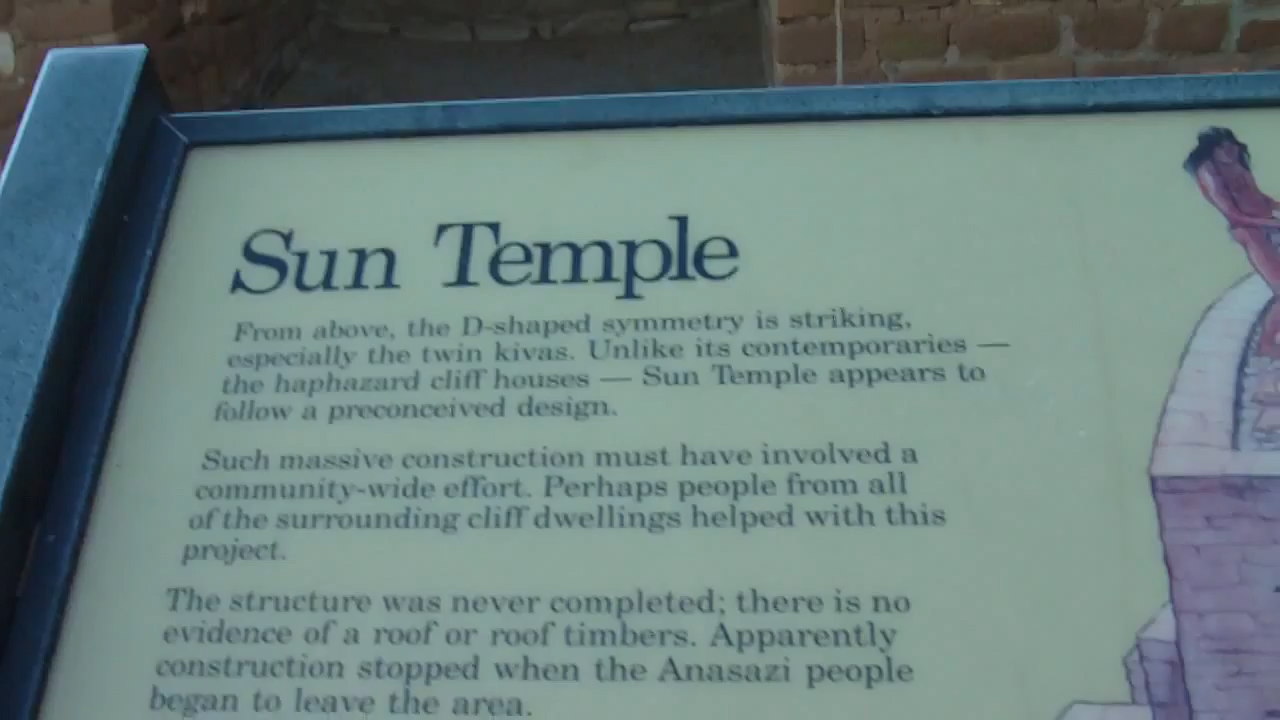 Sun Temple
From above, the D-shaped symmetry is striking,
especially the twin kivas. Unlike its contemporaries —
the haphazard cliff houses — Sun Temple appears to
follow a preconceived design.
Such massive construction must have involved a
community-wide effort. Perhaps people from all
of the surrounding cliff dwellings helped with this
project.
The structure was never completed; there is no
evidence of a roof or roof timbers. Apparently
construction stopped when the Anasazi people
began to leave the area.